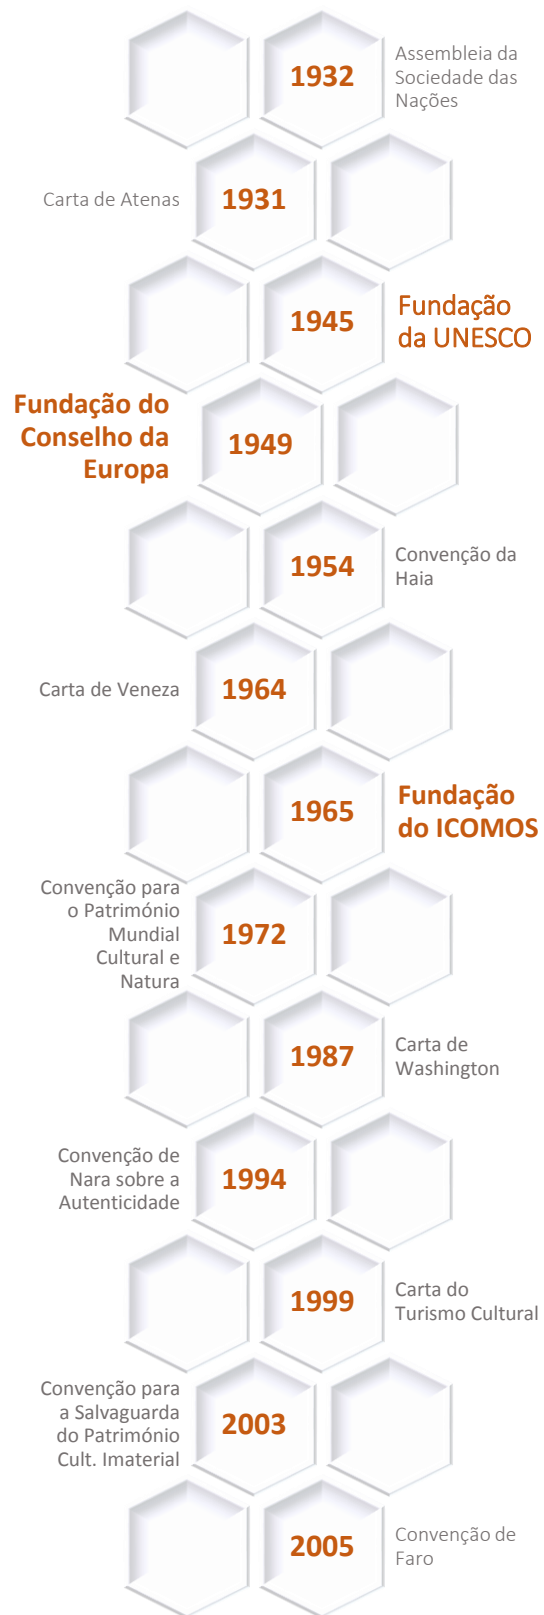 1932
Assembleia da
Sociedade das
Nações
Carta de Atenas
1931
1945
Fundação
da UNESCO
Fundação do
Conselho da
Europa
1949
1954
Convenção da
Haia
Carta de Veneza
1964
1965
Fundação
do ICOMOS
Convenção para
o Património
Mundial
Cultural e
Natura
1972
1987
Carta de
Washington
Convenção de
Nara sobre a
Autenticidade
1994
1999
Carta do
Turismo Cultural
Convenção para
a Salvaguarda
do Património
Cult. Imaterial
2003
2005
Convenção de
Faro